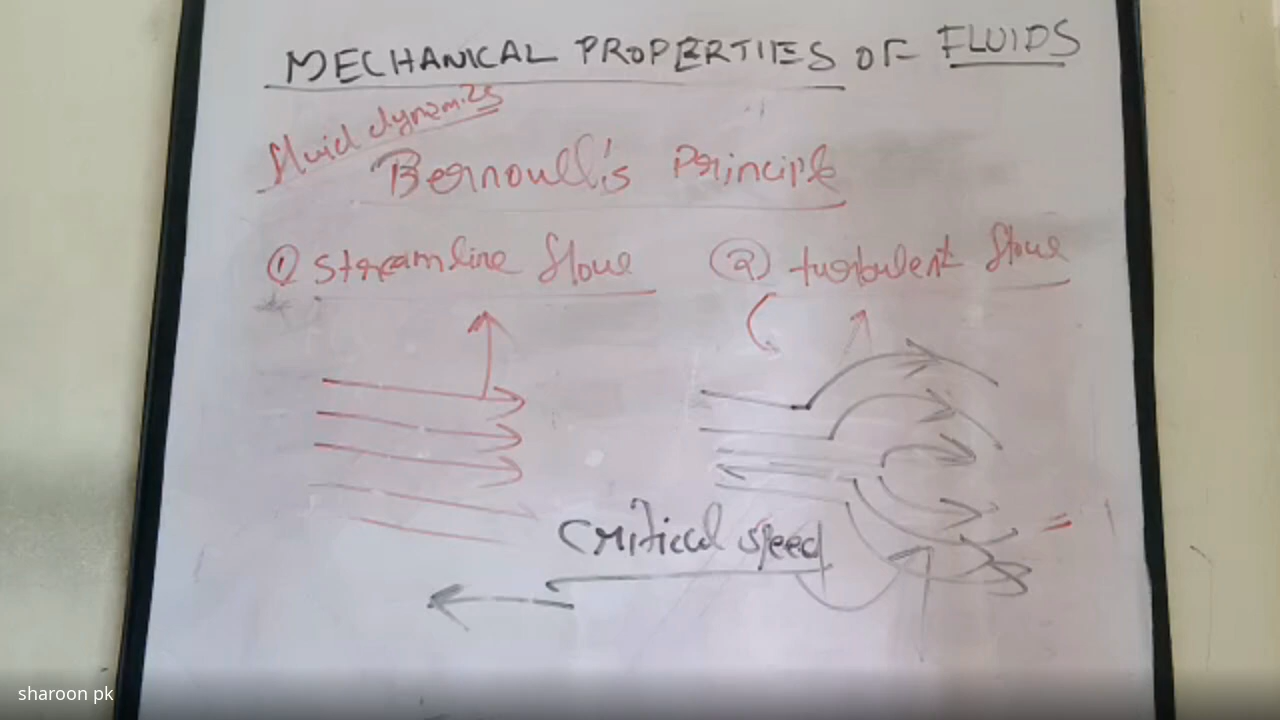 MECHANICAL PROPERTIES OF FLUIDS
fluid dynamics
Bernoulli's Principle
① streamline flow
② turbulent flow
critical speed
sharoon pk